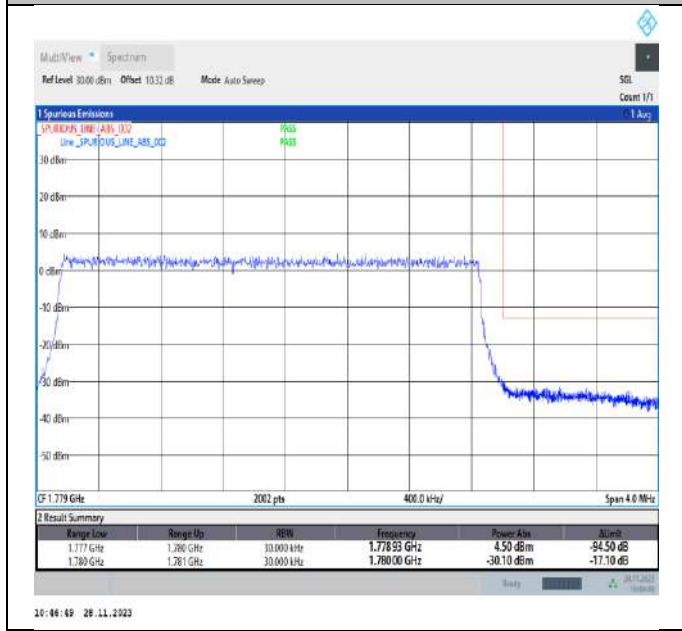 MultiView Spectrum
Ref Level 30.00 dBm Offset 10.32 dB Mode Auto Sweep SGL
Count 1/1
1 Spurious Emissions 1 Avg
_SPURIOUS_LINE_ABS_002 PASS
Line _SPURIOUS_LINE_ABS_002 PASS
30 dBm
20 dBm
10 dBm
0 dBm
-10 dBm
-20 dBm
-30 dBm
-40 dBm
-50 dBm
CF 1.779 GHz 2002 pts 400.0 kHz/ Span 4.0 MHz
2 Result Summary
Range Low Range Up RBW Frequency Power Abs ΔLimit
1.777 GHz 1.780 GHz 30.000 kHz 1.77893 GHz 4.50 dBm -94.50 dB
1.780 GHz 1.781 GHz 30.000 kHz 1.78000 GHz -30.10 dBm -17.10 dB
Ready 28.11.2023
10:46:49 28.11.2023